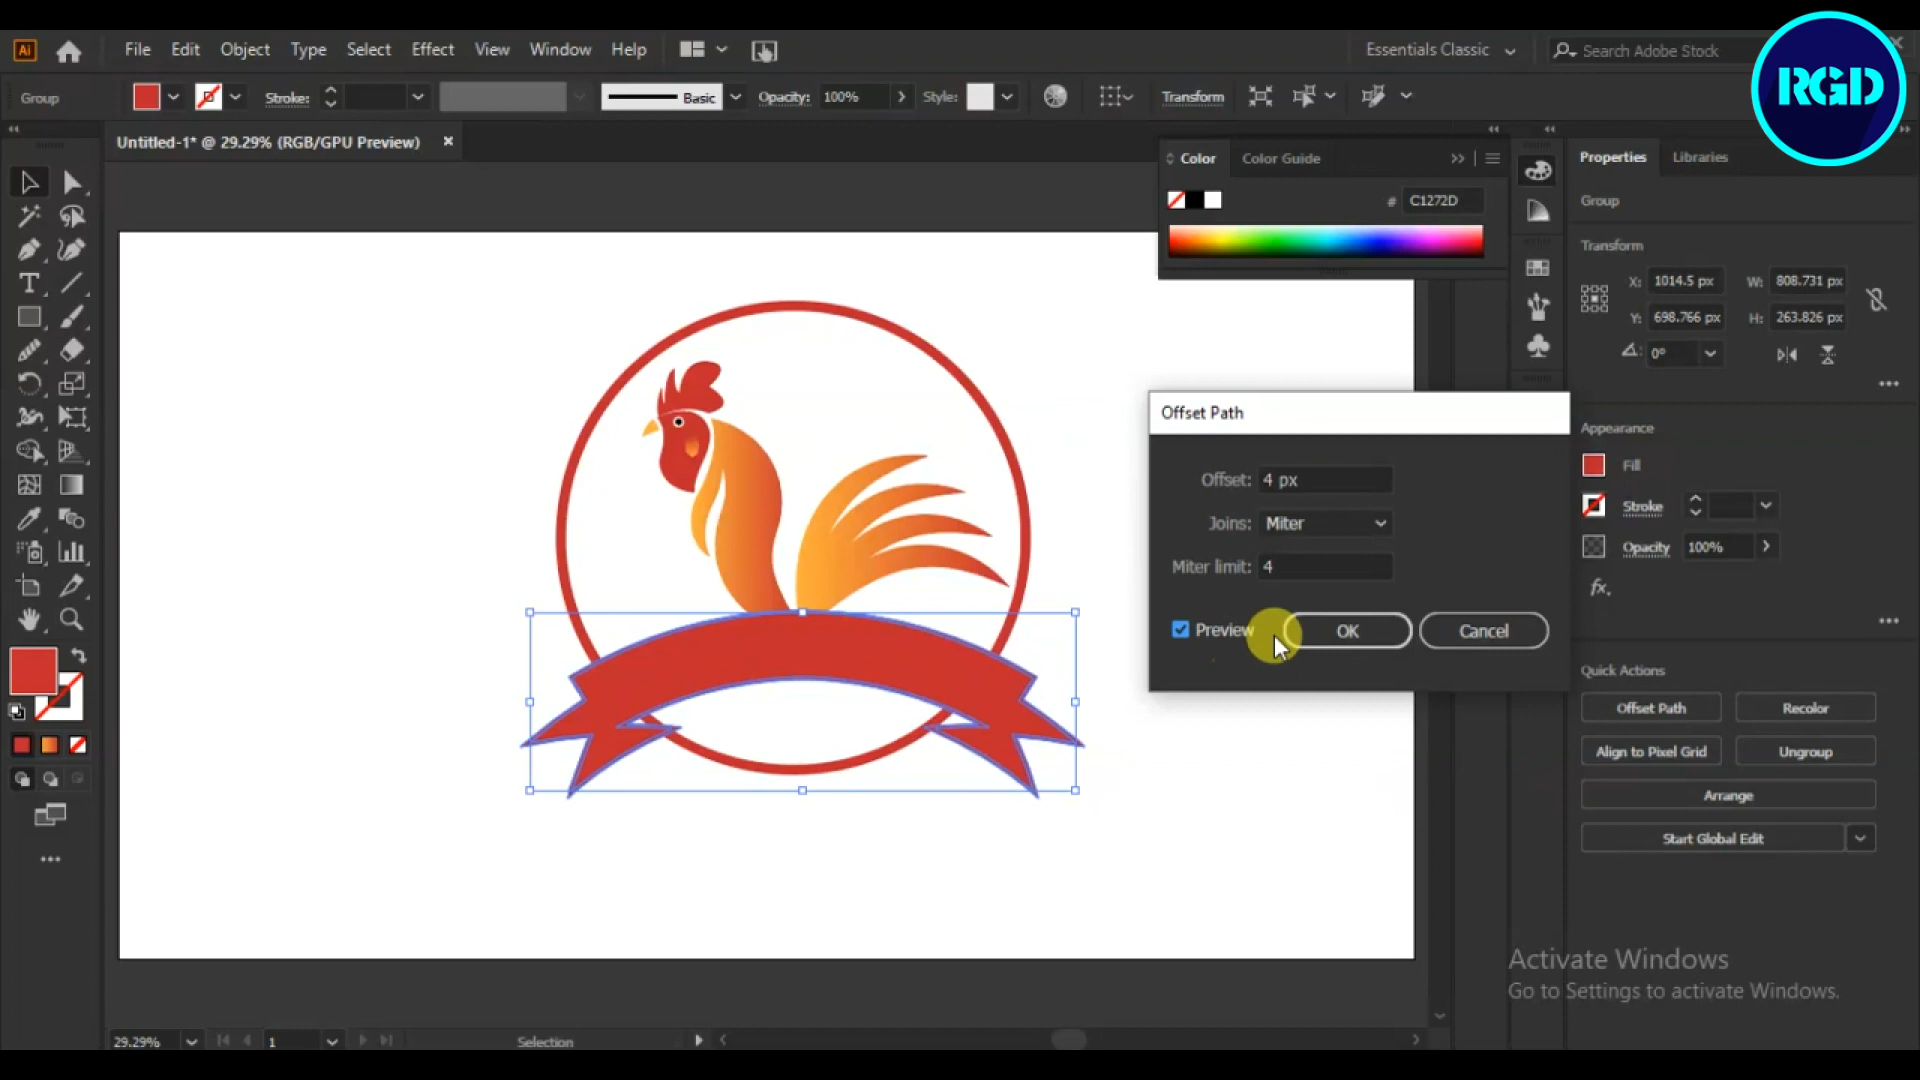 RGD
Ai File Edit Object Type Select Effect View Window Help Essentials Classic Search Adobe Stock
Group Stroke: Basic Opacity: 100% Style: Transform
Untitled-1* @ 29.29% (RGB/GPU Preview)
Color Color Guide
# C1272D
Properties Libraries
Group
Transform
X: 1014.5 px W: 808.731 px
Y: 698.766 px H: 263.826 px
0°
Offset Path
Offset: 4 px
Joins: Miter
Miter limit: 4
Preview OK Cancel
Appearance
Fill
Stroke
Opacity 100%
fx.
Quick Actions
Offset Path Recolor
Align to Pixel Grid Ungroup
Arrange
Start Global Edit
Activate Windows
Go to Settings to activate Windows.
29.29% 1 Selection